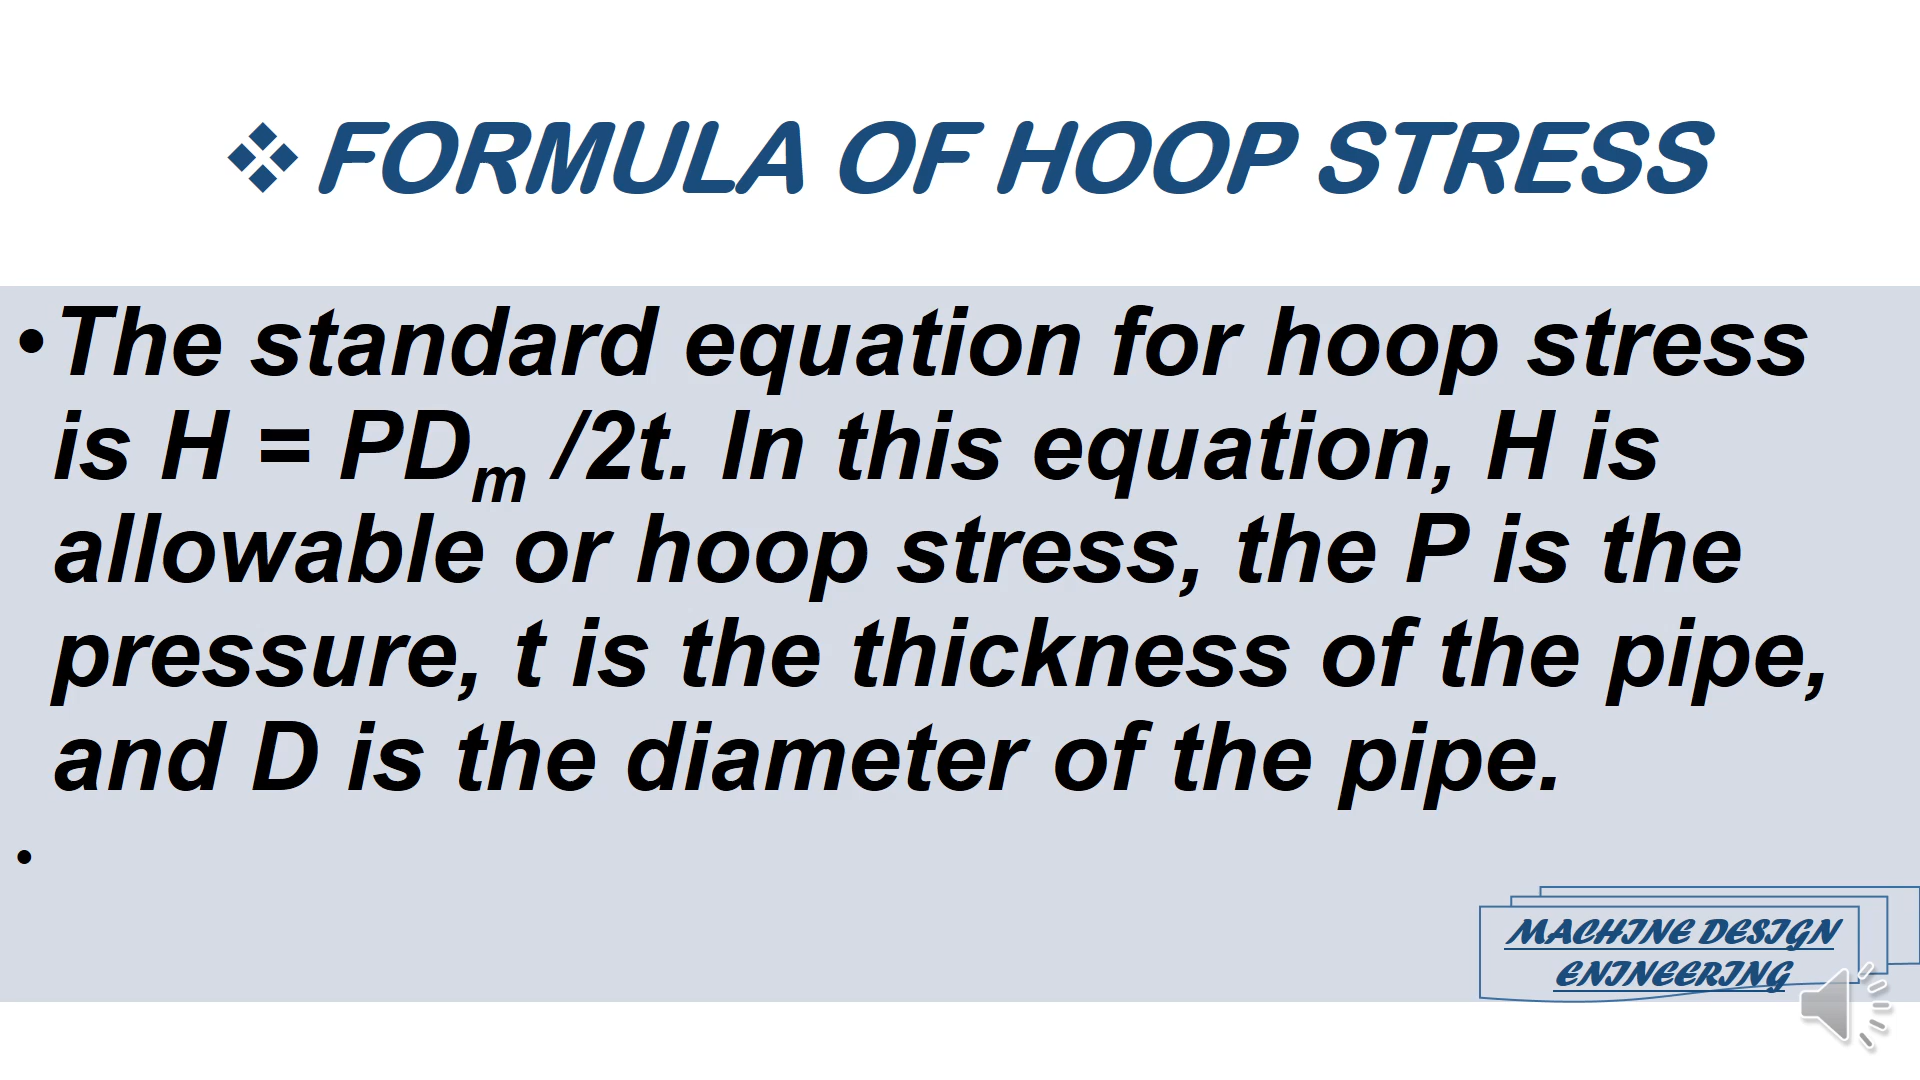 ❖ FORMULA OF HOOP STRESS
• The standard equation for hoop stress
is H = PDₘ /2t. In this equation, H is
allowable or hoop stress, the P is the
pressure, t is the thickness of the pipe,
and D is the diameter of the pipe.
•
MACHINE DESIGN
ENINEERING